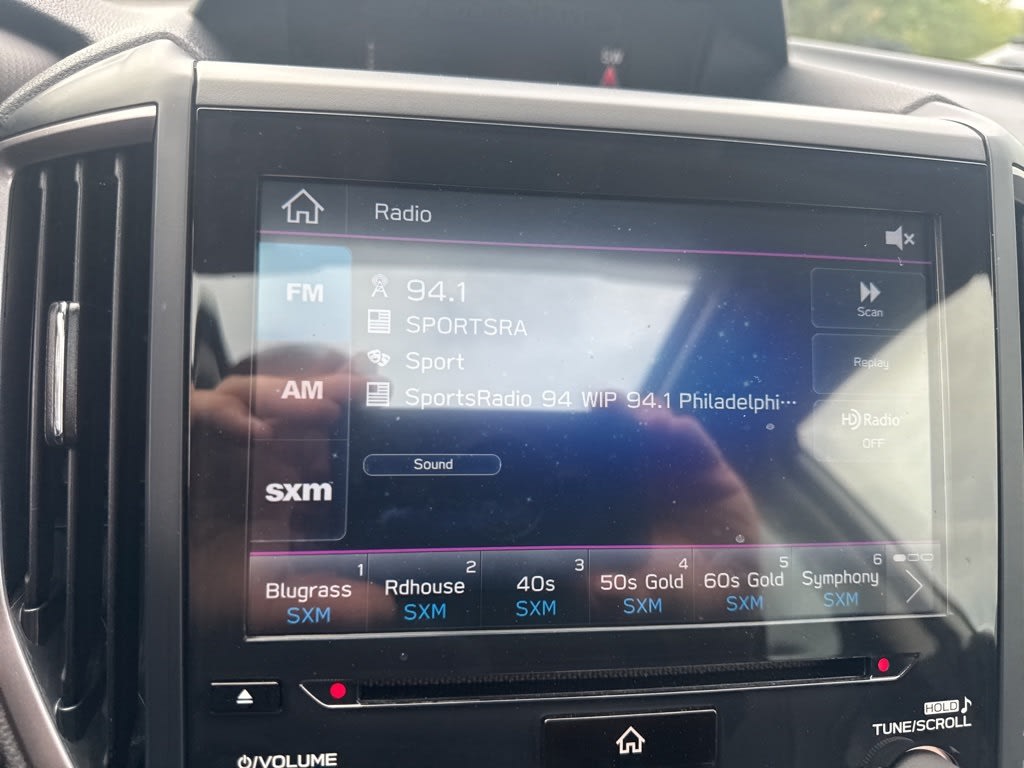 SW
Radio
FM
94.1
Scan
SPORTSRA
Sport
Replay
AM
SportsRadio 94 WIP 94.1 Philadelphi...
HD Radio
OFF
Sound
sxm
1
Blugrass
SXM
2
Rdhouse
SXM
3
40s
SXM
4
50s Gold
SXM
5
60s Gold
SXM
6
Symphony
SXM
HOLD
TUNE/SCROLL
/VOLUME